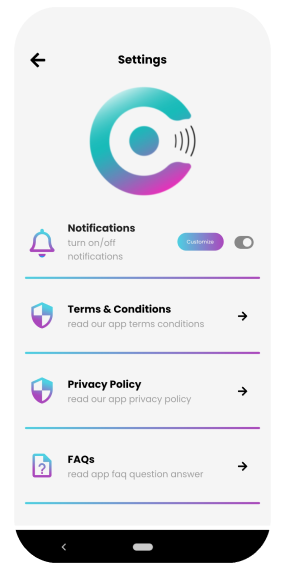 Settings
Notifications
turn on/off
notifications
Customize
Terms & Conditions
read our app terms conditions
Privacy Policy
read our app privacy policy
FAQs
read app faq question answer